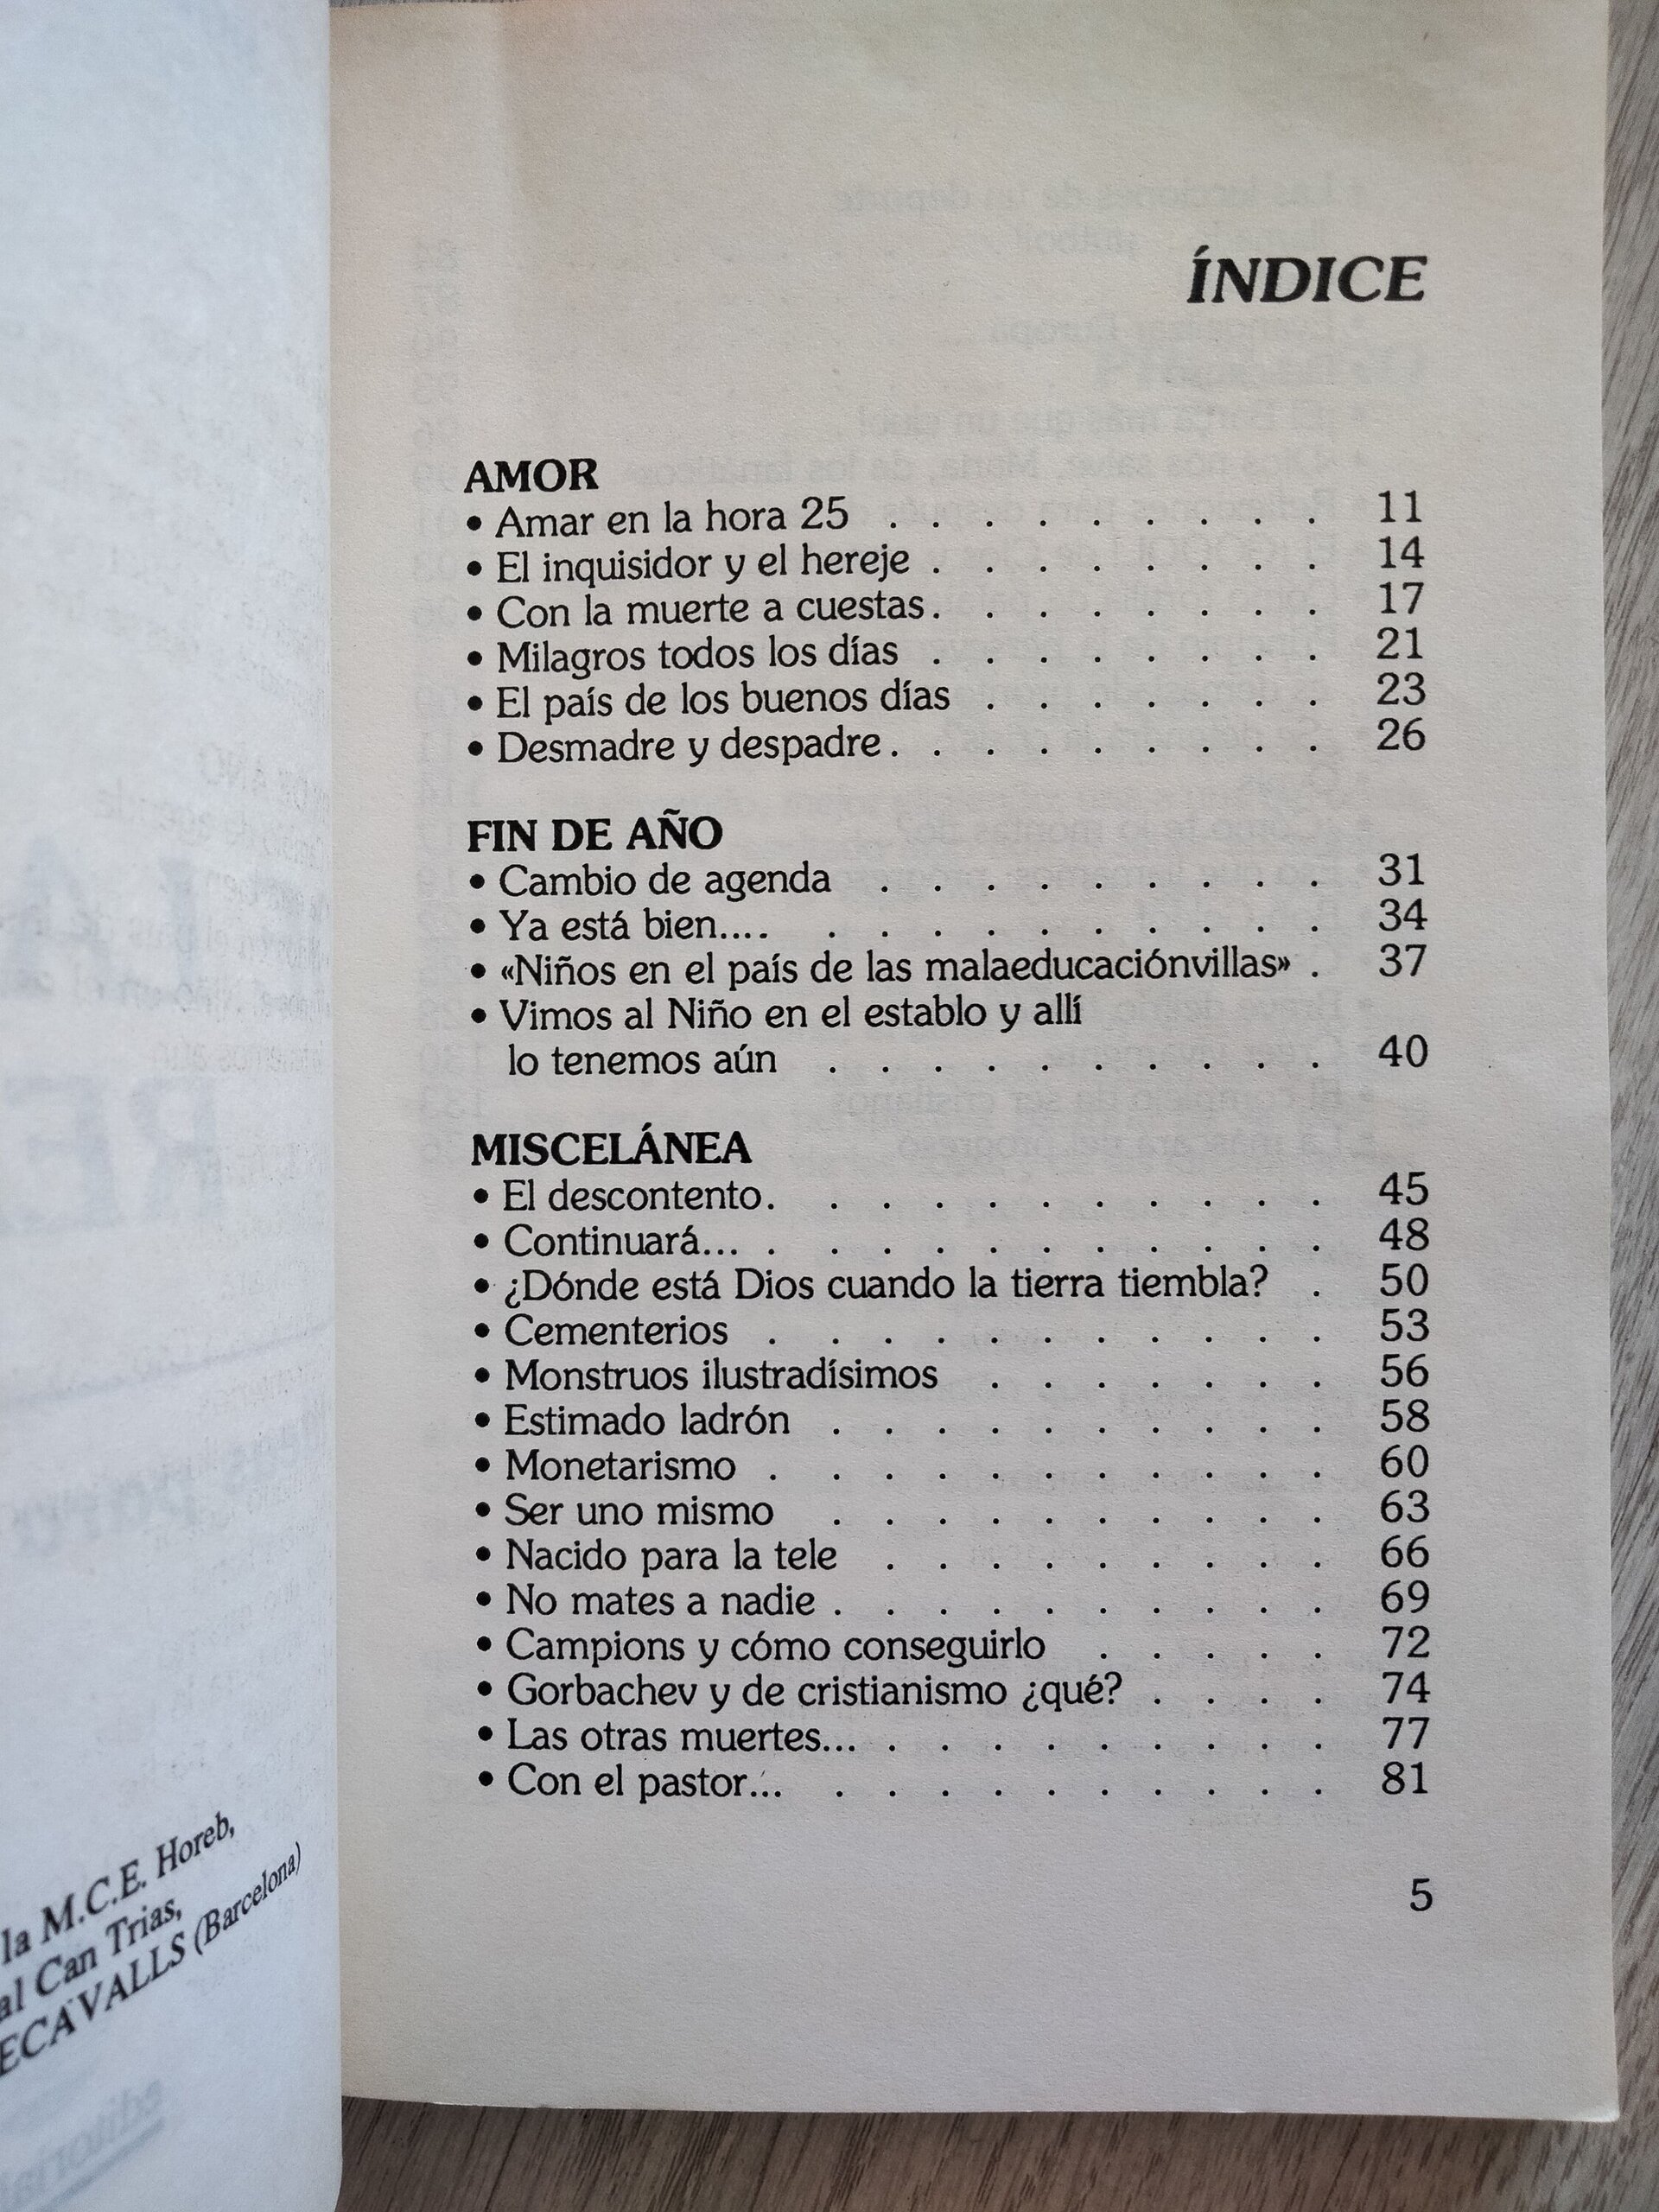 ÍNDICE
AMOR
• Amar en la hora 25 . . . . . . . . . 11
• El inquisidor y el hereje . . . . . . . . 14
• Con la muerte a cuestas . . . . . . . . 17
• Milagros todos los días . . . . . . . . 21
• El país de los buenos días . . . . . . . 23
• Desmadre y despadre . . . . . . . . . 26
FIN DE AÑO
• Cambio de agenda . . . . . . . . . 31
• Ya está bien.... . . . . . . . . . . . 34
• «Niños en el país de las malaeducaciónvillas» . 37
• Vimos al Niño en el establo y allí
lo tenemos aún . . . . . . . . . . 40
MISCELÁNEA
• El descontento . . . . . . . . . . . 45
• Continuará... . . . . . . . . . . . . 48
• ¿Dónde está Dios cuando la tierra tiembla? . 50
• Cementerios . . . . . . . . . . . 53
• Monstruos ilustradísimos . . . . . . . 56
• Estimado ladrón . . . . . . . . . . 58
• Monetarismo . . . . . . . . . . . 60
• Ser uno mismo . . . . . . . . . . 63
• Nacido para la tele . . . . . . . . . 66
• No mates a nadie . . . . . . . . . . 69
• Campions y cómo conseguirlo . . . . . 72
• Gorbachev y de cristianismo ¿qué? . . . . 74
• Las otras muertes... . . . . . . . . . 77
• Con el pastor... . . . . . . . . . . 81
5
la M.C.E. Horeb,
al Can Trias,
ECAVALLS (Barcelona)